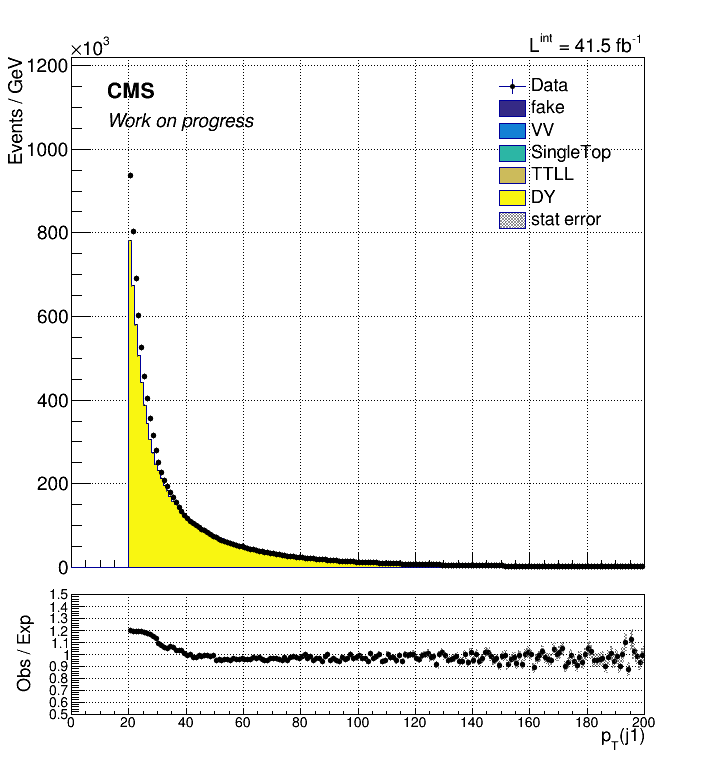 ×10³
L^int = 41.5 fb⁻¹
Events / GeV
1200
1000
800
600
400
200
0
CMS
Work on progress
Data
fake
VV
SingleTop
TTLL
DY
stat error
Obs / Exp
1.5
1.4
1.3
1.2
1.1
1
0.9
0.8
0.7
0.6
0.5
0 20 40 60 80 100 120 140 160 180 200
p_T(j1)